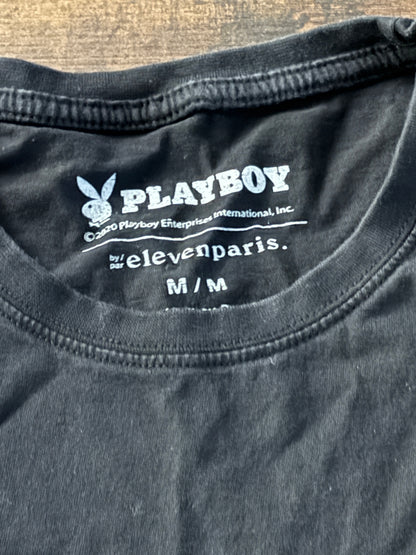 PLAYBOY
©2020 Playboy Enterprises International, Inc.
by/
par
elevenparis.
M / M